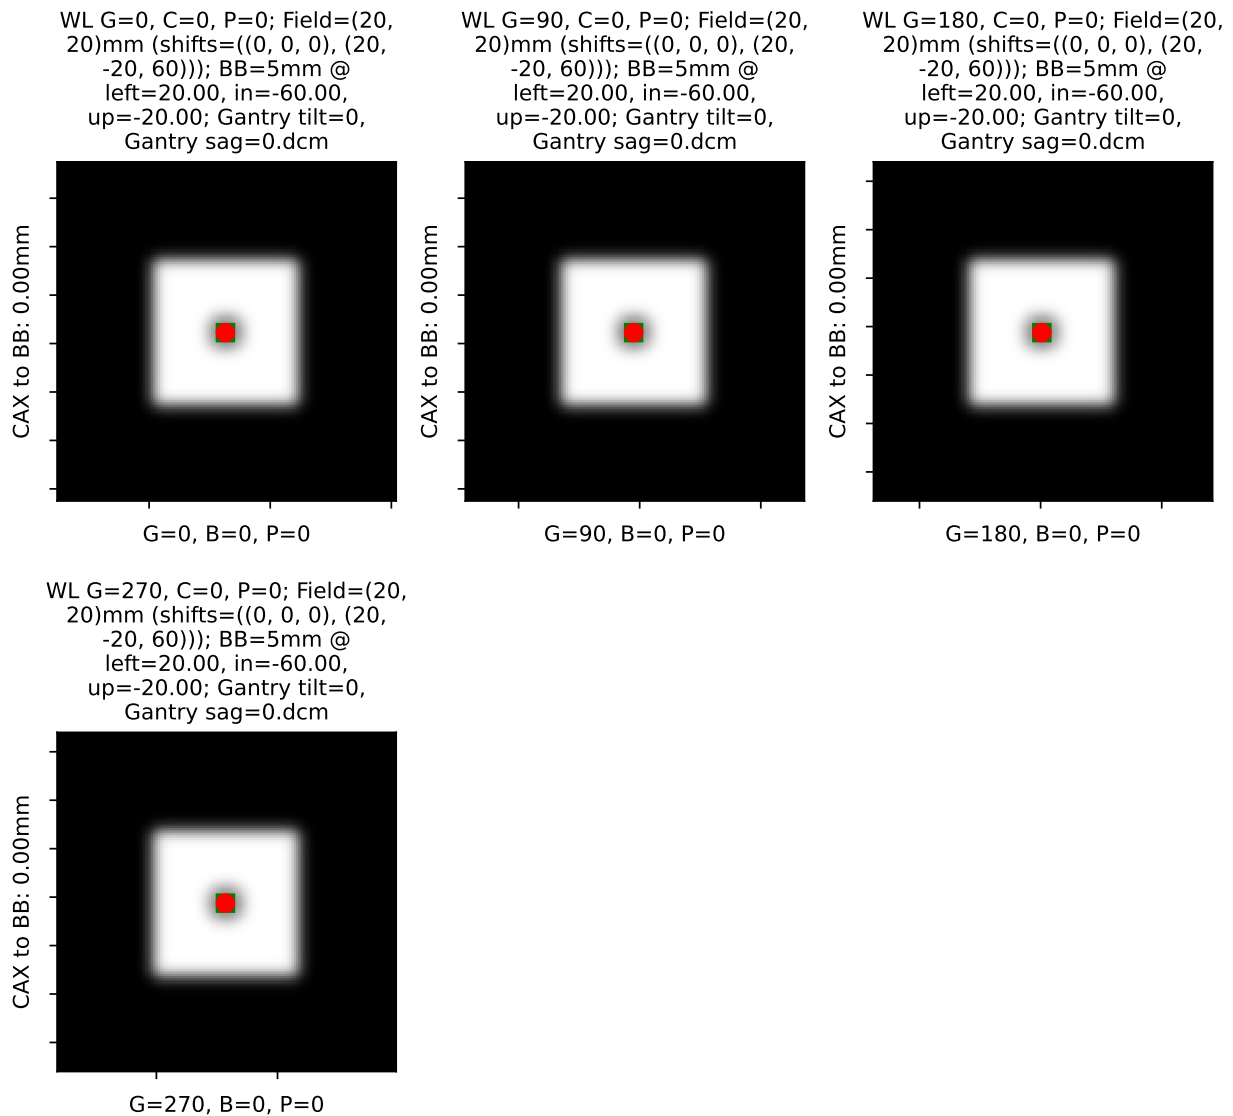 WL G=0, C=0, P=0; Field=(20,
20)mm (shifts=((0, 0, 0), (20,
-20, 60))); BB=5mm @
left=20.00, in=-60.00,
up=-20.00; Gantry tilt=0,
Gantry sag=0.dcm
CAX to BB: 0.00mm
G=0, B=0, P=0
WL G=90, C=0, P=0; Field=(20,
20)mm (shifts=((0, 0, 0), (20,
-20, 60))); BB=5mm @
left=20.00, in=-60.00,
up=-20.00; Gantry tilt=0,
Gantry sag=0.dcm
CAX to BB: 0.00mm
G=90, B=0, P=0
WL G=180, C=0, P=0; Field=(20,
20)mm (shifts=((0, 0, 0), (20,
-20, 60))); BB=5mm @
left=20.00, in=-60.00,
up=-20.00; Gantry tilt=0,
Gantry sag=0.dcm
CAX to BB: 0.00mm
G=180, B=0, P=0
WL G=270, C=0, P=0; Field=(20,
20)mm (shifts=((0, 0, 0), (20,
-20, 60))); BB=5mm @
left=20.00, in=-60.00,
up=-20.00; Gantry tilt=0,
Gantry sag=0.dcm
CAX to BB: 0.00mm
G=270, B=0, P=0